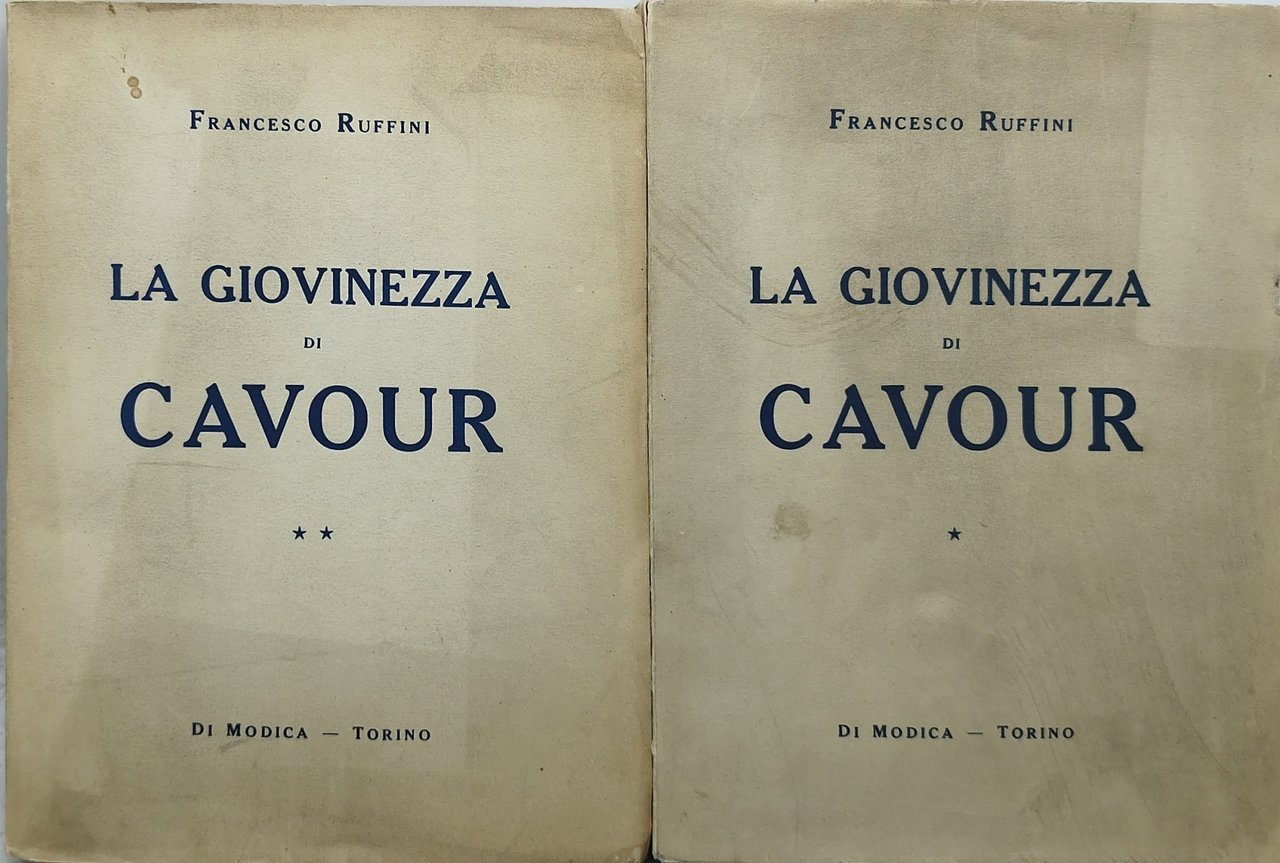 FRANCESCO RUFFINI
LA GIOVINEZZA
DI
CAVOUR
★ ★
DI MODICA — TORINO
FRANCESCO RUFFINI
LA GIOVINEZZA
DI
CAVOUR
★
DI MODICA — TORINO